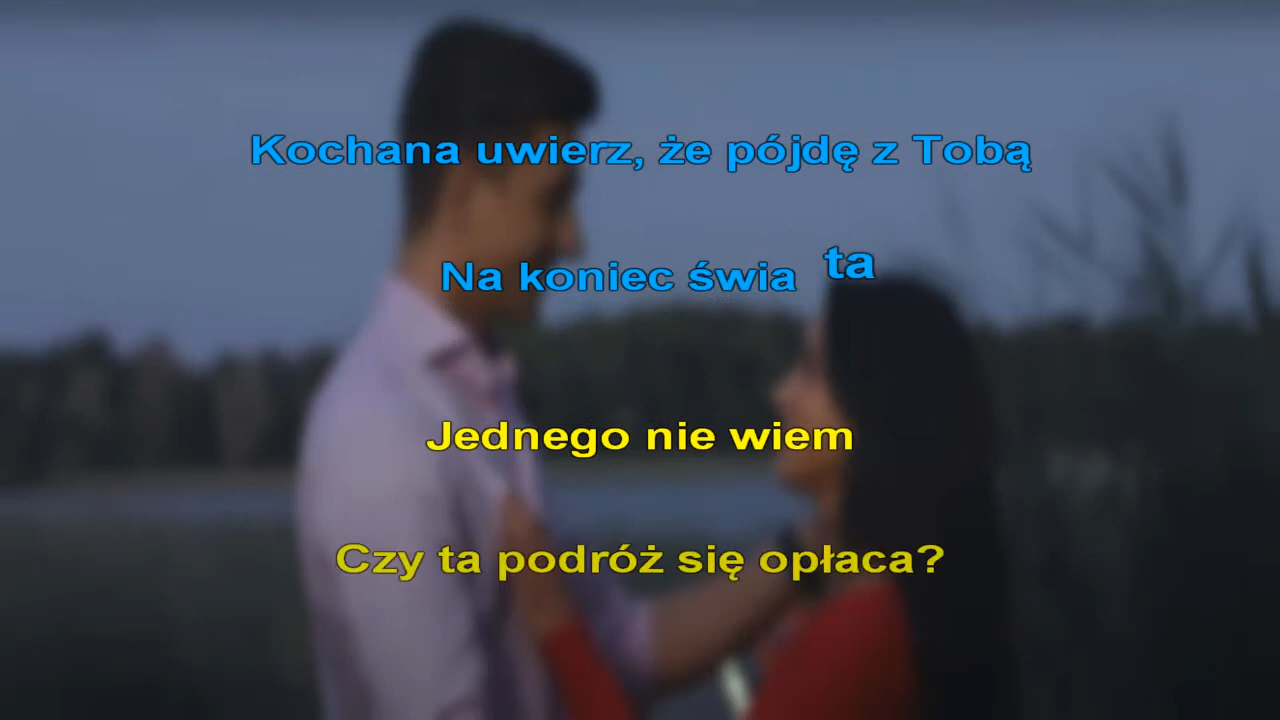 Kochana uwierz, że pójdę z Tobą
Na koniec świa ta
Jednego nie wiem
Czy ta podróż się opłaca?